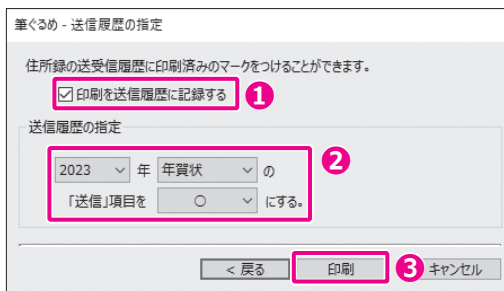 筆ぐるめ - 送信履歴の指定
住所録の送受信履歴に印刷済みのマークをつけることができます。
印刷を送信履歴に記録する 1
送信履歴の指定
2023 年 年賀状 の 2
「送信」項目を ○ にする。
< 戻る 印刷 3 キャンセル